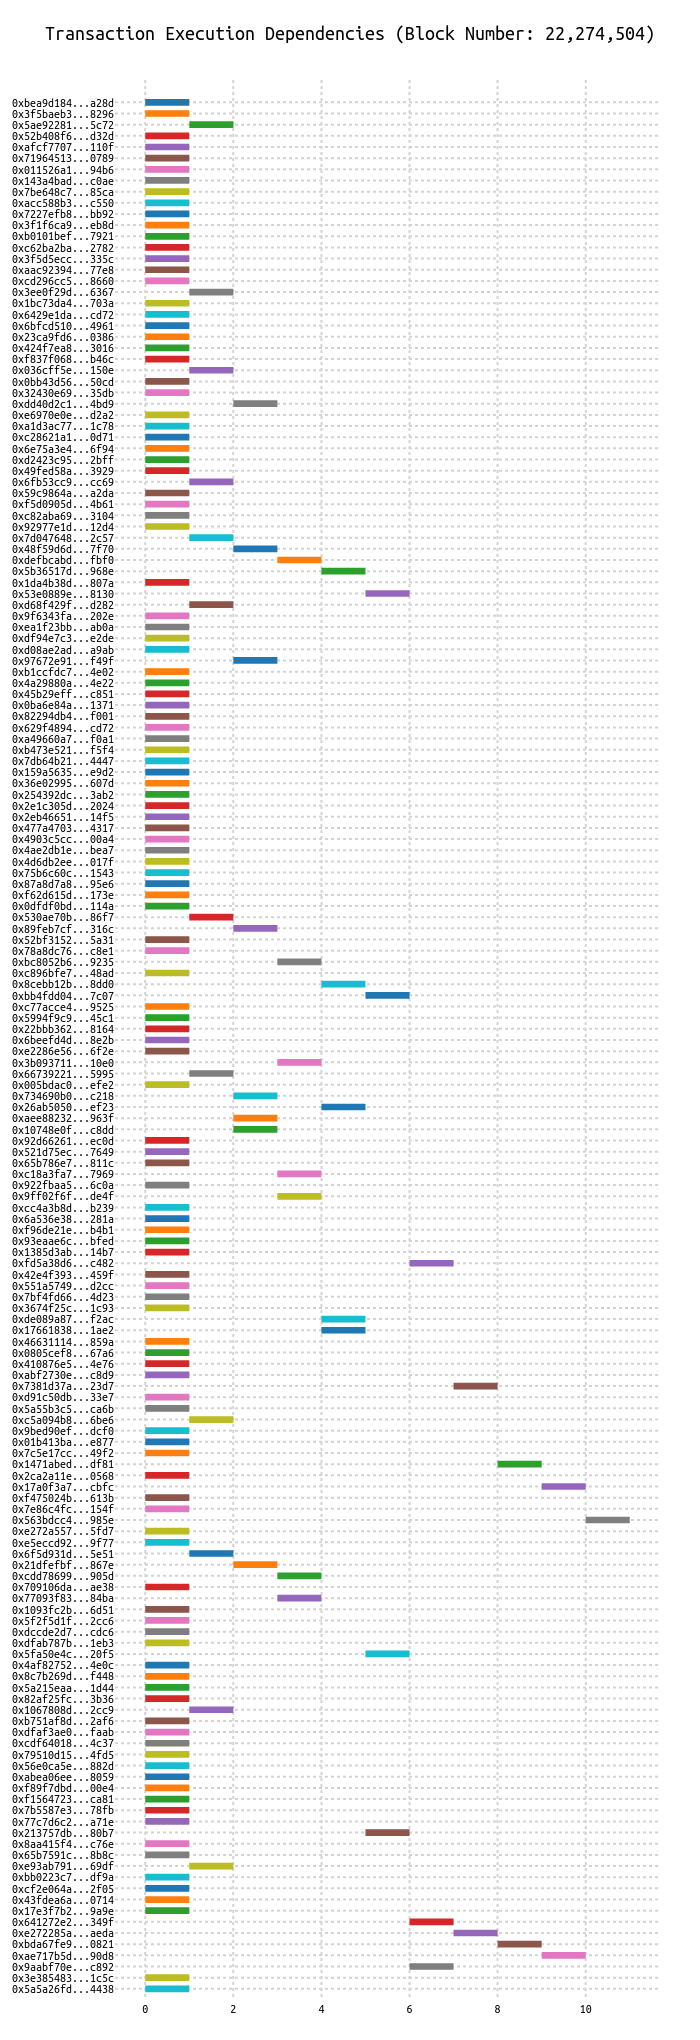 Transaction Execution Dependencies (Block Number: 22,274,504)
0xbea9d184...a28d
0x3f5baeb3...8296
0x5ae92281...5c72
0x52b408f6...d32d
0xafcf7707...110f
0x71964513...0789
0x011526a1...94b6
0x143a4bad...c0ae
0x7be648c7...85ca
0xacc588b3...c550
0x7227efb8...bb92
0x3f1f6ca9...eb8d
0xb0101bef...7921
0xc62ba2ba...2782
0x3f5d5ecc...335c
0xaac92394...77e8
0xcd296cc5...8660
0x3ee0f29d...6367
0x1bc73da4...703a
0x6429e1da...cd72
0x6bfcd510...4961
0x23ca9fd6...0386
0x424f7ea8...3016
0xf837f068...b46c
0x036cff5e...150e
0x0bb43d56...50cd
0x32430e69...35db
0xdd40d2c1...4bd9
0xe6970e0e...d2a2
0xa1d3ac77...1c78
0xc28621a1...0d71
0x6e75a3e4...6f94
0xd2423c95...2bff
0x49fed58a...3929
0x6fb53cc9...cc69
0x59c9864a...a2da
0xf5d0905d...4b61
0xc82aba69...3104
0x92977e1d...12d4
0x7d047648...2c57
0x48f59d6d...7f70
0xdefbcabd...fbf0
0x5b36517d...968e
0x1da4b38d...807a
0x53e0889e...8130
0xd68f429f...d282
0x9f6343fa...202e
0xea1f23bb...ab0a
0xdf94e7c3...e2de
0xd08ae2ad...a9ab
0x97672e91...f49f
0xb1ccfdc7...4e02
0x4a29880a...4e22
0x45b29eff...c851
0x0ba6e84a...1371
0x82294db4...f001
0x629f4894...cd72
0xa49660a7...f0a1
0xb473e521...f5f4
0x7db64b21...4447
0x159a5635...e9d2
0x36e02995...607d
0x254392dc...3ab2
0x2e1c305d...2024
0x2eb46651...14f5
0x477a4703...4317
0x4903c5cc...00a4
0x4ae2db1e...bea7
0x4d6db2ee...017f
0x75b6c60c...1543
0x87a8d7a8...95e6
0xf62d615d...173e
0x0dfdf0bd...114a
0x530ae70b...86f7
0x89feb7cf...316c
0x52bf3152...5a31
0x78a8dc76...c8e1
0xbc8052b6...9235
0xc896bfe7...48ad
0x8cebb12b...8dd0
0xbb4fdd04...7c07
0xc77acce4...9525
0x5994f9c9...45c1
0x22bbb362...8164
0x6beefd4d...8e2b
0xe2286e56...6f2e
0x3b093711...10e0
0x66739221...5995
0x005bdac0...efe2
0x734690b0...c218
0x26ab5050...ef23
0xaee88232...963f
0x10748e0f...c8dd
0x92d66261...ec0d
0x521d75ec...7649
0x65b786e7...811c
0xc18a3fa7...7969
0x922fbaa5...6c0a
0x9ff02f6f...de4f
0xcc4a3b8d...b239
0x6a536e38...281a
0xf96de21e...b4b1
0x93eaae6c...bfed
0x1385d3ab...14b7
0xfd5a38d6...c482
0x42e4f393...459f
0x551a5749...d2cc
0x7bf4fd66...4d23
0x3674f25c...1c93
0xde089a87...f2ac
0x17661838...1ae2
0x46631114...859a
0x0805cef8...67a6
0x410876e5...4e76
0xabf2730e...c8d9
0x7381d37a...23d7
0xd91c50db...33e7
0x5a55b3c5...ca6b
0xc5a094b8...6be6
0x9bed90ef...dcf0
0x01b413ba...e877
0x7c5e17cc...49f2
0x1471abed...df81
0x2ca2a11e...0568
0x17a0f3a7...cbfc
0xf475024b...613b
0x7e86c4fc...154f
0x563bdcc4...985e
0xe272a557...5fd7
0xe5eccd92...9f77
0x6f5d931d...5e51
0x21dfefbf...867e
0xcdd78699...905d
0x709106da...ae38
0x77093f83...84ba
0x1093fc2b...6d51
0x5f2f5d1f...2cc6
0xdccde2d7...cdc6
0xdfab787b...1eb3
0x5fa50e4c...20f5
0x4af82752...4e0c
0x8c7b269d...f448
0x5a215eaa...1d44
0x82af25fc...3b36
0x1067808d...2cc9
0xb751af8d...2af6
0xdfaf3ae0...faab
0xcdf64018...4c37
0x79510d15...4fd5
0x56e0ca5e...882d
0xabea06ee...8059
0xf89f7dbd...00e4
0xf1564723...ca81
0x7b5587e3...78fb
0x77c7d6c2...a71e
0x213757db...80b7
0x8aa415f4...c76e
0x65b7591c...8b8c
0xe93ab791...69df
0xbb0223c7...df9a
0xcf2e064a...2f05
0x43fdea6a...0714
0x17e3f7b2...9a9e
0x641272e2...349f
0xe272285a...aeda
0xbda67fe9...0821
0xae717b5d...90d8
0x9aabf70e...c892
0x3e385483...1c5c
0x5a5a26fd...4438
0 2 4 6 8 10